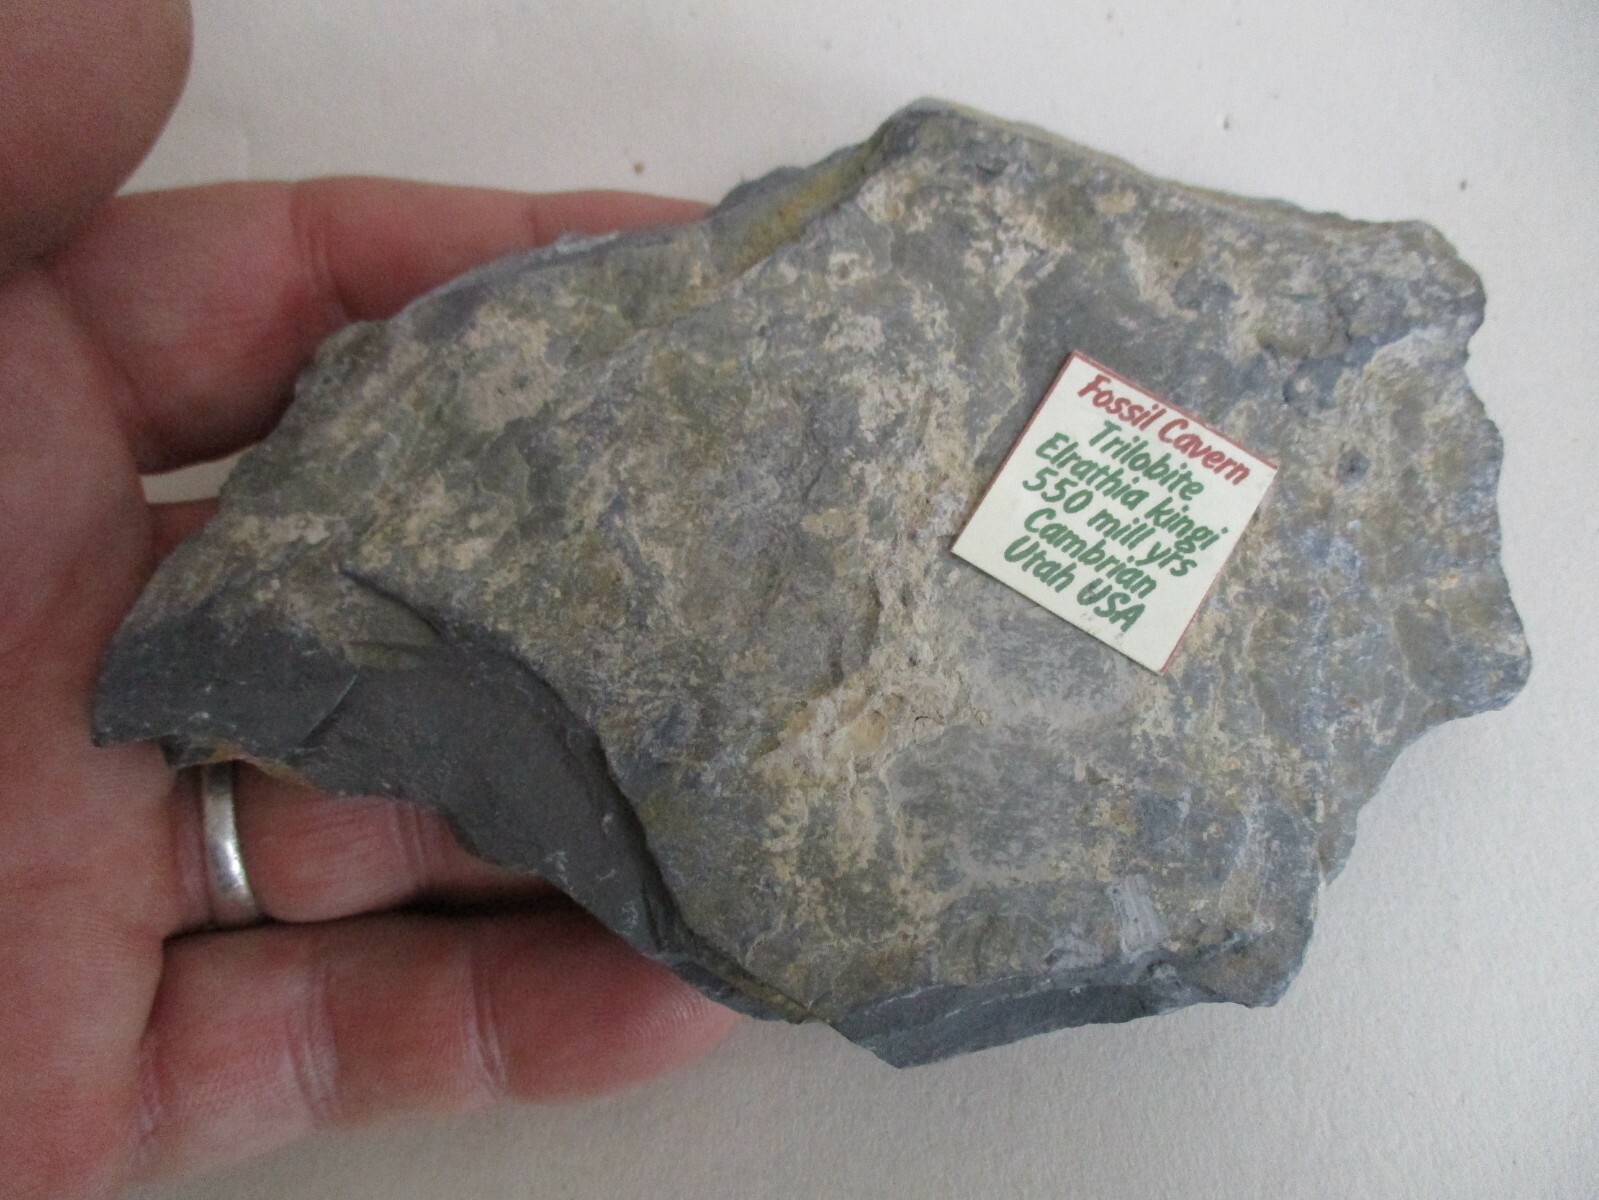 Fossil Cavern
Trilobite
Elrathia kingi
550 mill yrs
Cambrian
Utah USA